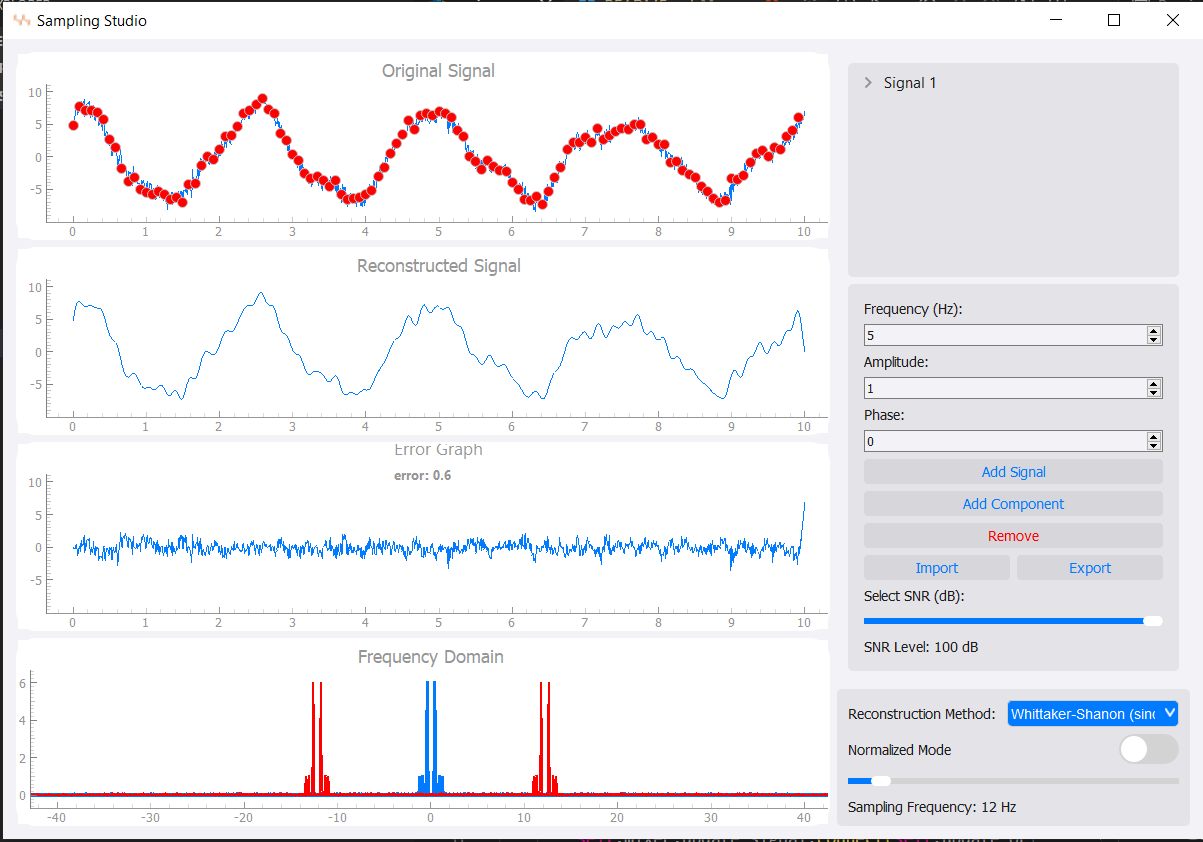 Sampling Studio
Original Signal
10
5
0
-5
0 1 2 3 4 5 6 7 8 9 10
Reconstructed Signal
10
5
0
-5
0 1 2 3 4 5 6 7 8 9 10
Error Graph
error: 0.6
10
5
0
-5
0 1 2 3 4 5 6 7 8 9 10
Frequency Domain
6
4
2
0
-40 -30 -20 -10 0 10 20 30 40
Signal 1
Frequency (Hz):
5
Amplitude:
1
Phase:
0
Add Signal
Add Component
Remove
Import Export
Select SNR (dB):
SNR Level: 100 dB
Reconstruction Method: Whittaker-Shanon (sinc
Normalized Mode
Sampling Frequency: 12 Hz